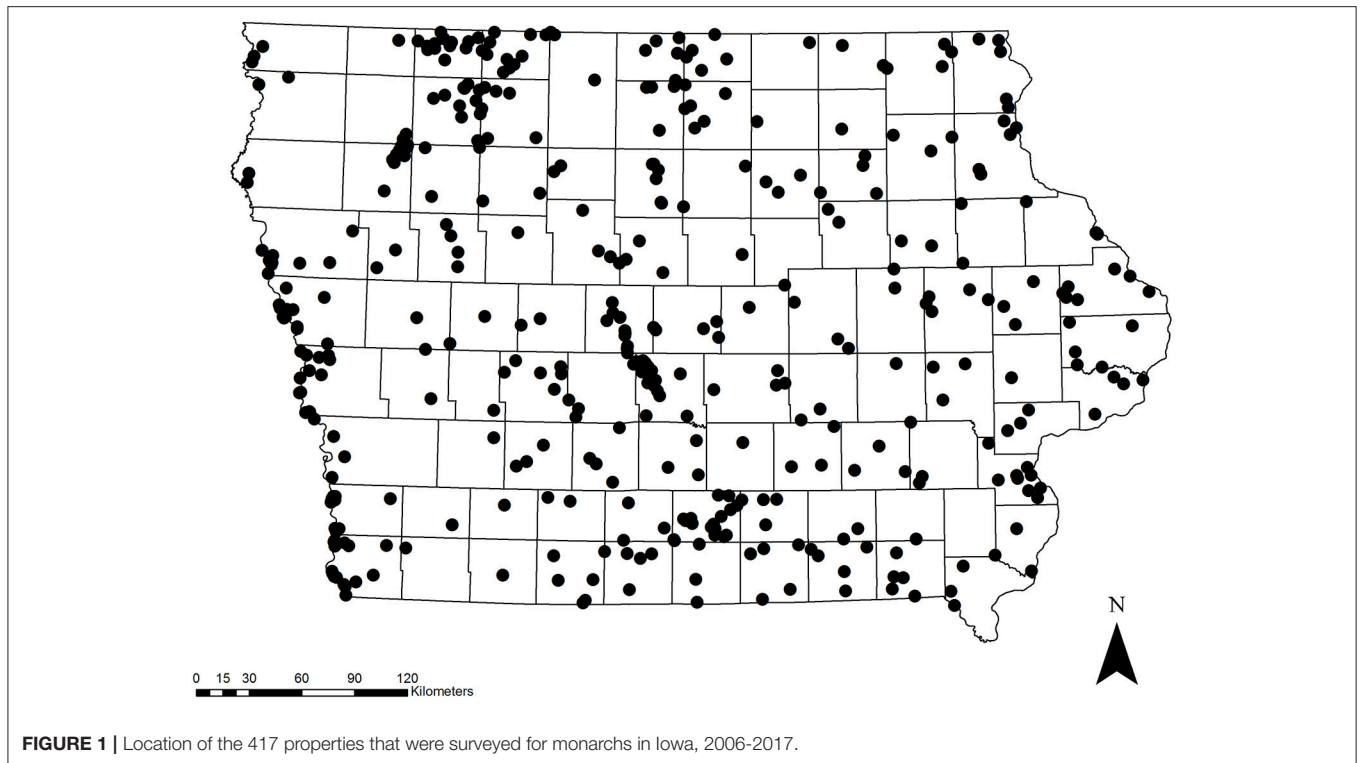 N
0 15 30 60 90 120
Kilometers
FIGURE 1 | Location of the 417 properties that were surveyed for monarchs in Iowa, 2006-2017.